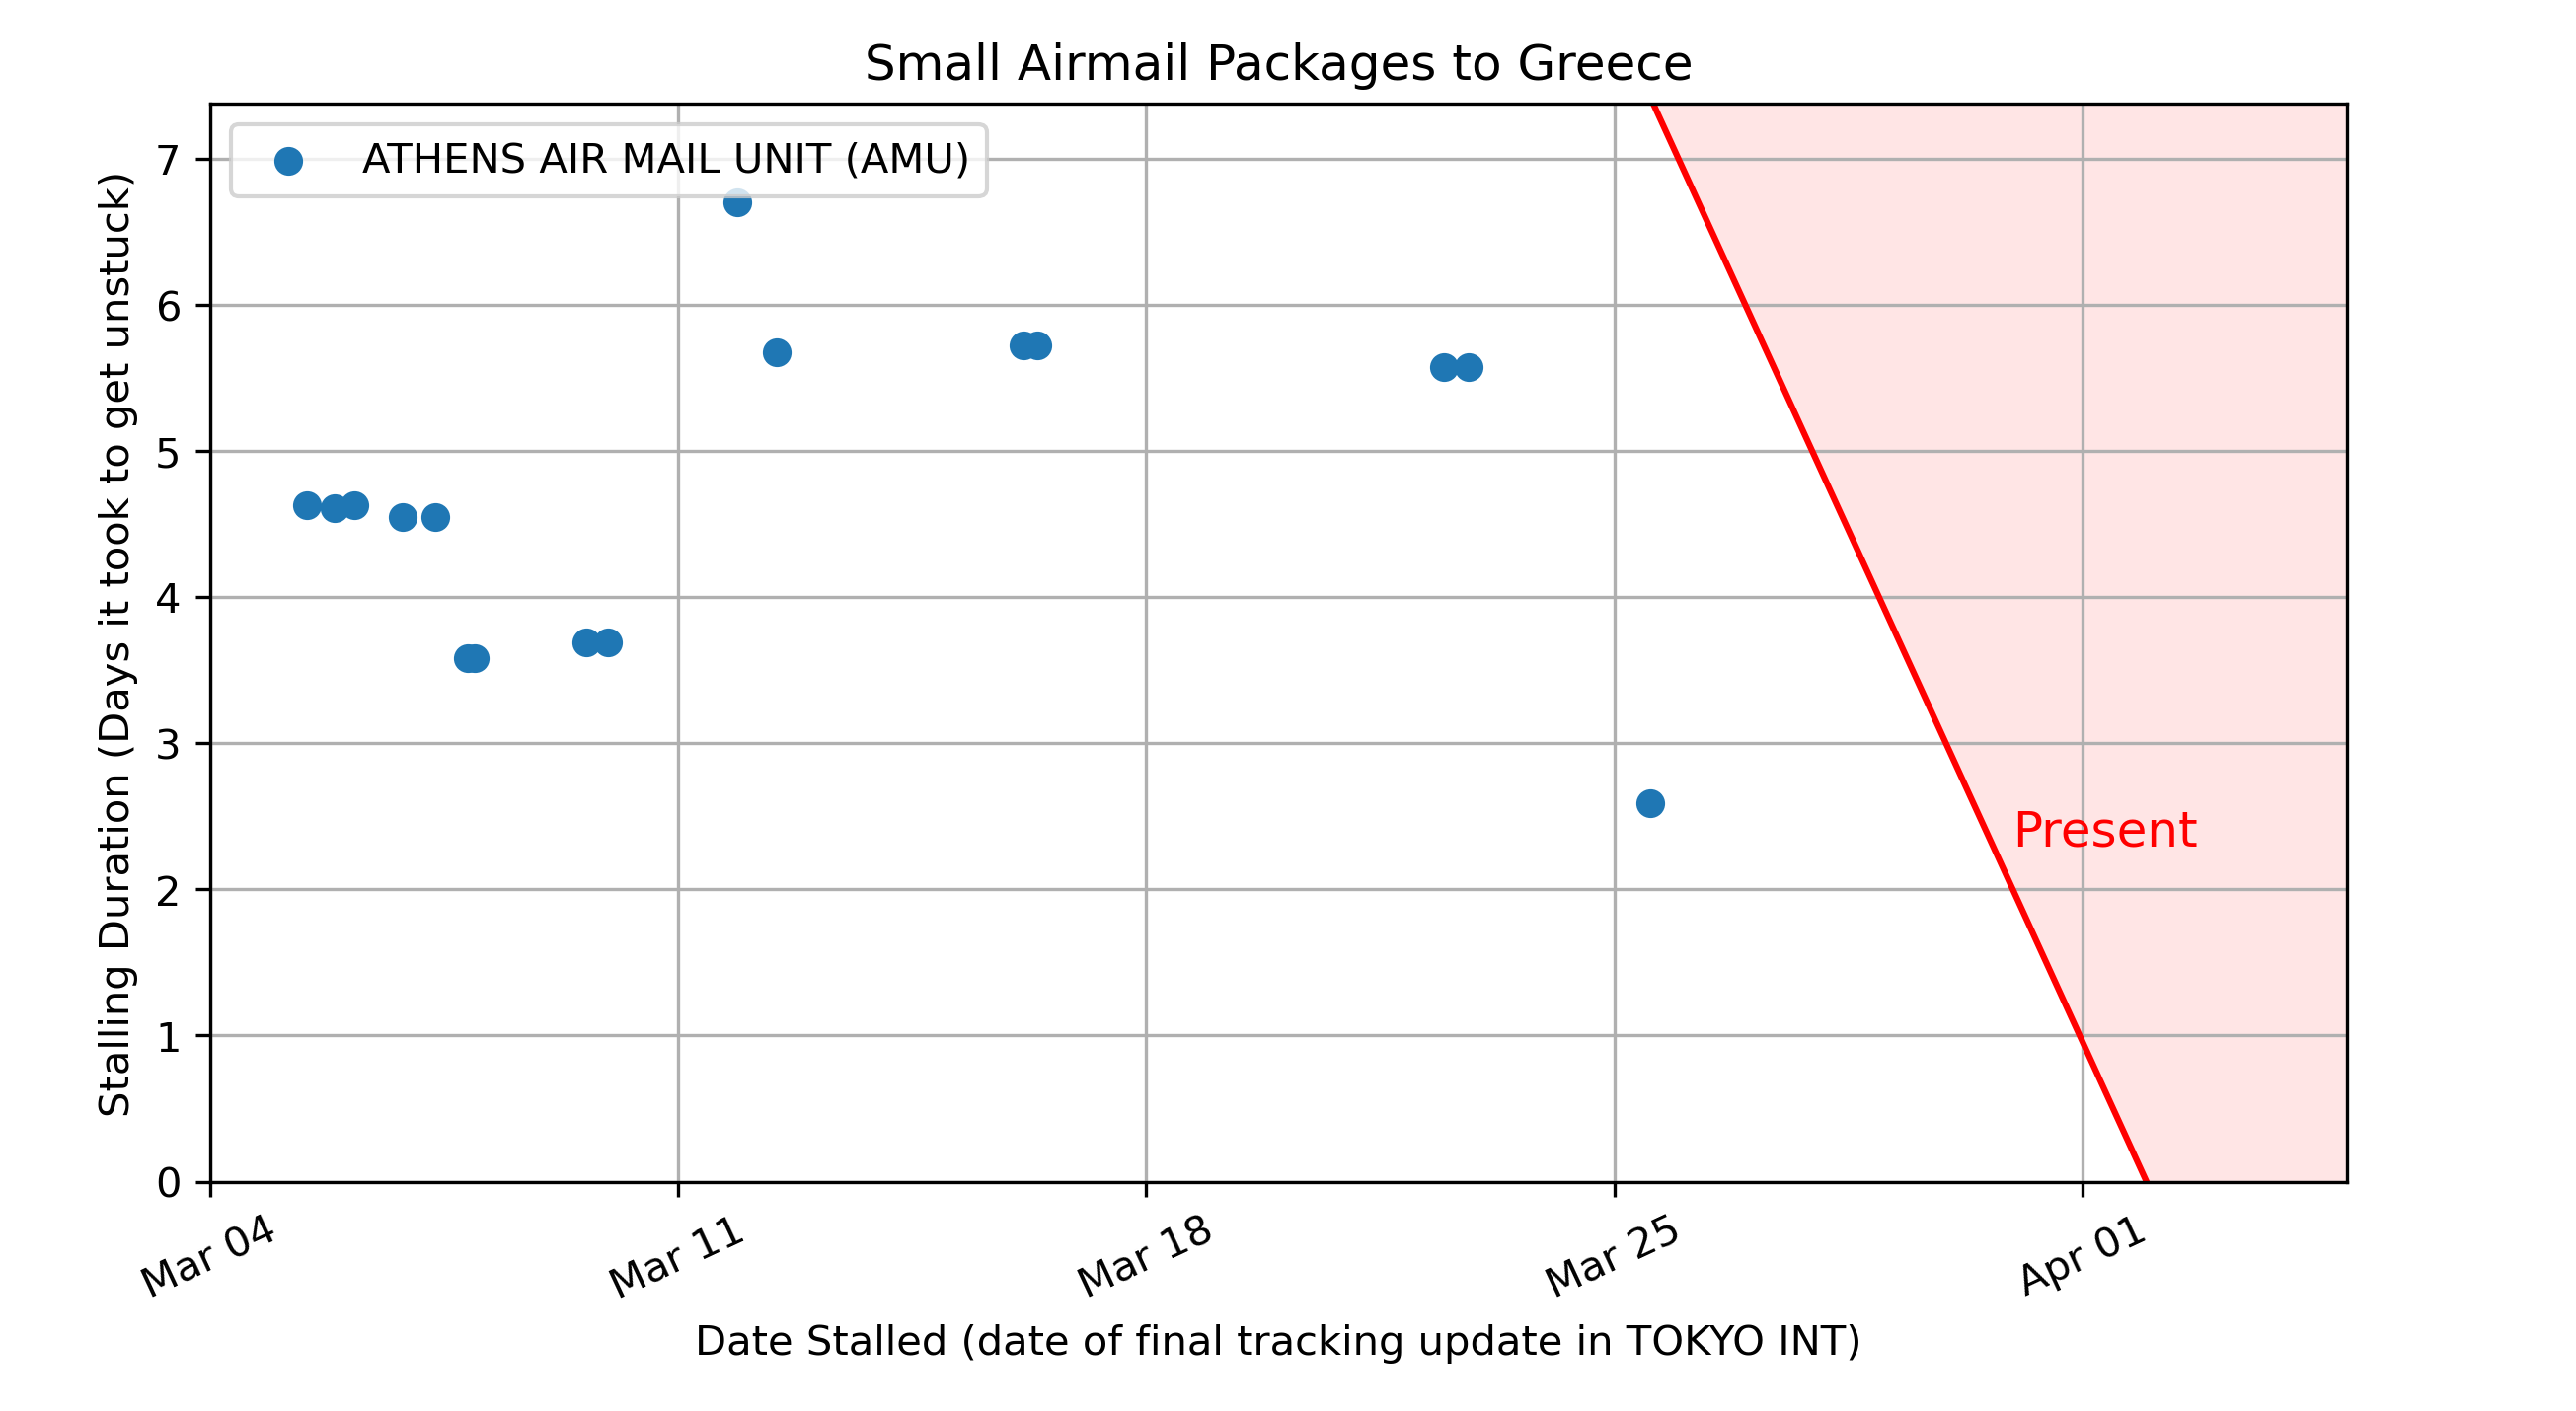 Small Airmail Packages to Greece
ATHENS AIR MAIL UNIT (AMU)
Stalling Duration (Days it took to get unstuck)
7
6
5
4
3
2
1
0
Present
Mar 04
Mar 11
Mar 18
Mar 25
Apr 01
Date Stalled (date of final tracking update in TOKYO INT)